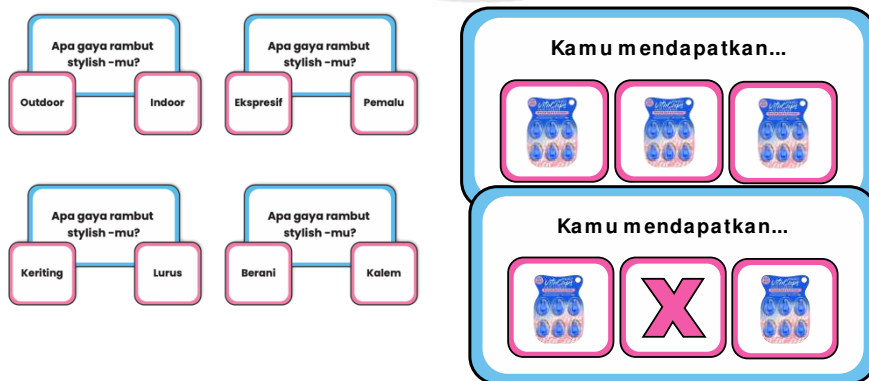 Apa gaya rambut
stylish -mu?
Outdoor
Indoor
Apa gaya rambut
stylish -mu?
Ekspresif
Pemalu
Apa gaya rambut
stylish -mu?
Keriting
Lurus
Apa gaya rambut
stylish -mu?
Berani
Kalem
Kamu mendapatkan...
Kamu mendapatkan...
X